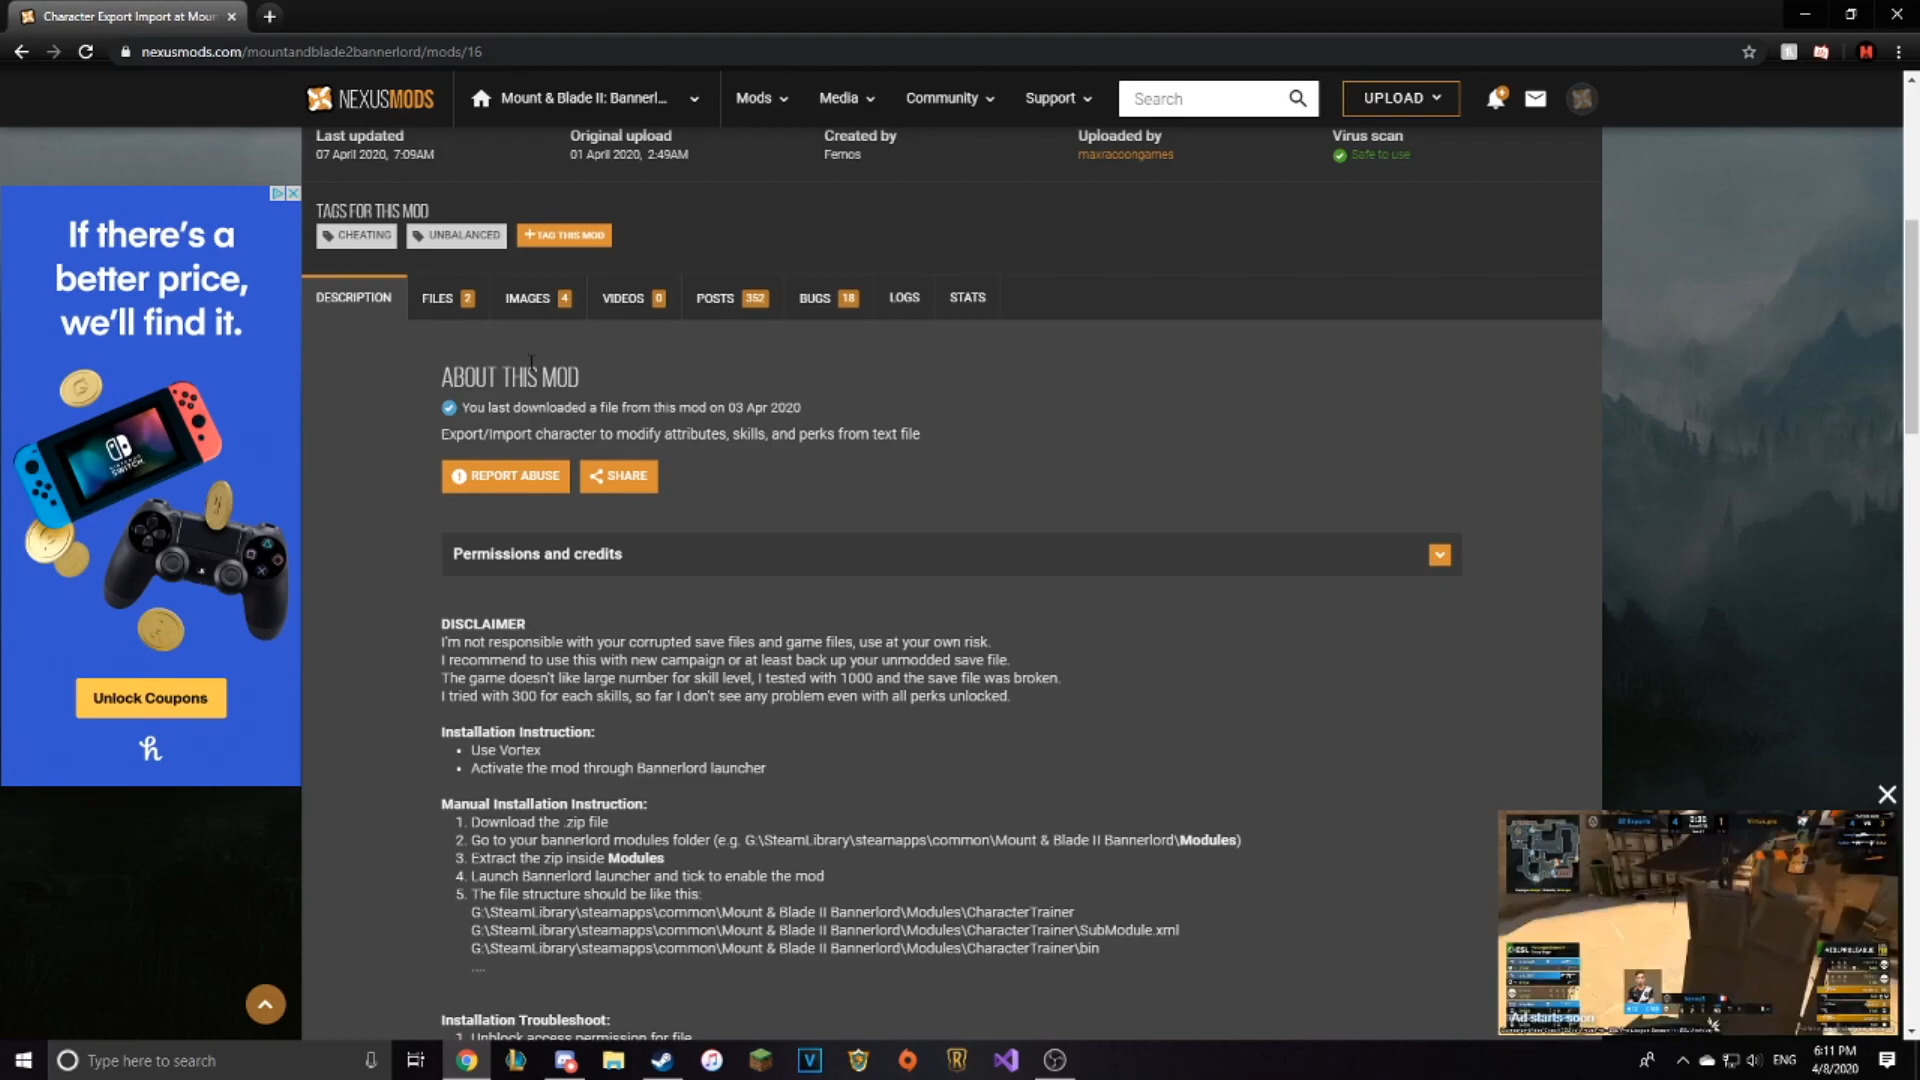 Character Export Import at Moun
nexusmods.com/mountandblade2bannerlord/mods/16
NEXUSMODS
Mount & Blade II: Bannerl...
Mods
Media
Community
Support
Search
UPLOAD
Last updated
07 April 2020, 7:09AM
Original upload
01 April 2020, 2:49AM
Created by
Femos
Uploaded by
maxracoongames
Virus scan
Safe to use
TAGS FOR THIS MOD
CHEATING
UNBALANCED
+TAG THIS MOD
DESCRIPTION
FILES 2
IMAGES 4
VIDEOS 0
POSTS 352
BUGS 18
LOGS
STATS
If there's a
better price,
we'll find it.
NINTENDO
SWITCH
Unlock Coupons
h
ABOUT THIS MOD
You last downloaded a file from this mod on 03 Apr 2020
Export/Import character to modify attributes, skills, and perks from text file
REPORT ABUSE
SHARE
Permissions and credits
DISCLAIMER
I'm not responsible with your corrupted save files and game files, use at your own risk.
I recommend to use this with new campaign or at least back up your unmodded save file.
The game doesn't like large number for skill level, I tested with 1000 and the save file was broken.
I tried with 300 for each skills, so far I don't see any problem even with all perks unlocked.
Installation Instruction:
• Use Vortex
• Activate the mod through Bannerlord launcher
Manual Installation Instruction:
1. Download the .zip file
2. Go to your bannerlord modules folder (e.g. G:\SteamLibrary\steamapps\common\Mount & Blade II Bannerlord\Modules)
3. Extract the zip inside Modules
4. Launch Bannerlord launcher and tick to enable the mod
5. The file structure should be like this:
G:\SteamLibrary\steamapps\common\Mount & Blade II Bannerlord\Modules\CharacterTrainer
G:\SteamLibrary\steamapps\common\Mount & Blade II Bannerlord\Modules\CharacterTrainer\SubModule.xml
G:\SteamLibrary\steamapps\common\Mount & Blade II Bannerlord\Modules\CharacterTrainer\bin
....
Installation Troubleshoot:
1. Unblock access permission for file
Virtus.pro
ESL
Ad starts soon
Type here to search
ENG
6:11 PM
4/8/2020